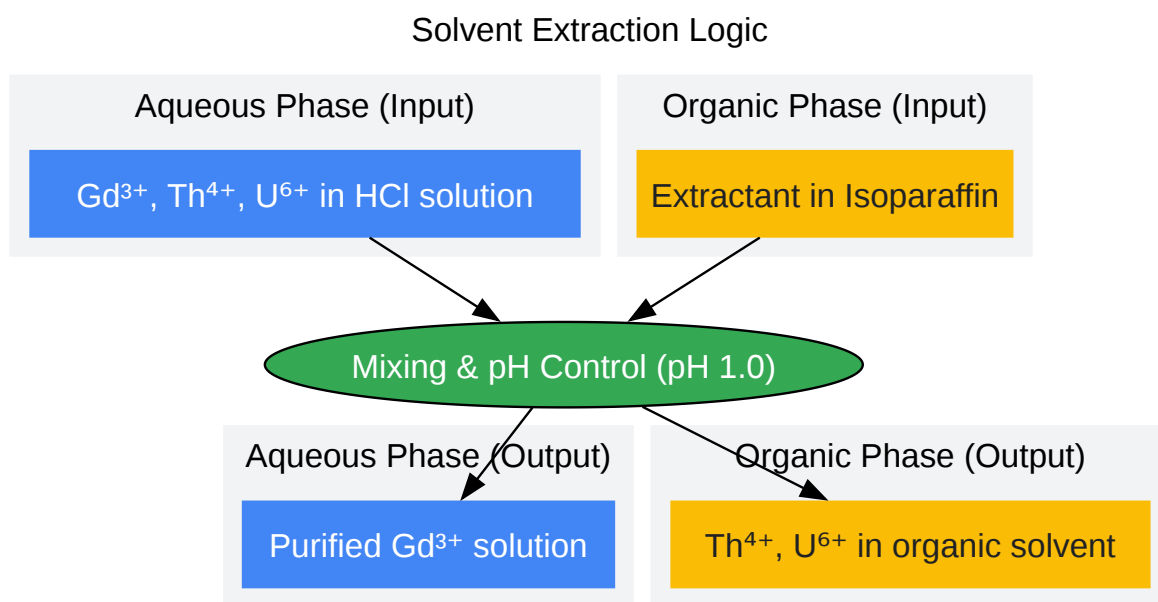 Solvent Extraction Logic
Aqueous Phase (Input)
Organic Phase (Input)
Gd³⁺, Th⁴⁺, U⁶⁺ in HCl solution
Extractant in Isoparaffin
Mixing & pH Control (pH 1.0)
Aqueous Phase (Output)
Organic Phase (Output)
Purified Gd³⁺ solution
Th⁴⁺, U⁶⁺ in organic solvent